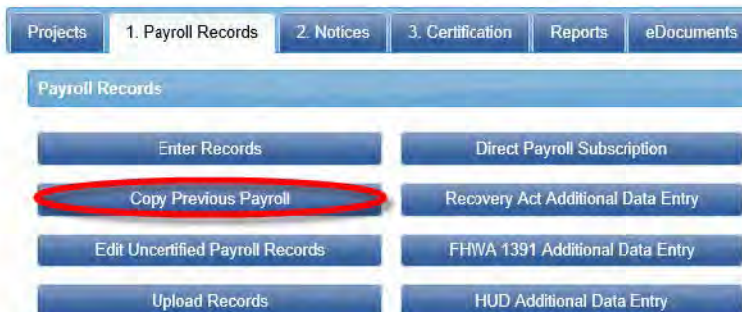 Projects 1. Payroll Records 2. Notices 3. Certification Reports eDocuments
Payroll Records
Enter Records Direct Payroll Subscription
Copy Previous Payroll Recovery Act Additional Data Entry
Edit Uncertified Payroll Records FHWA 1391 Additional Data Entry
Upload Records HUD Additional Data Entry